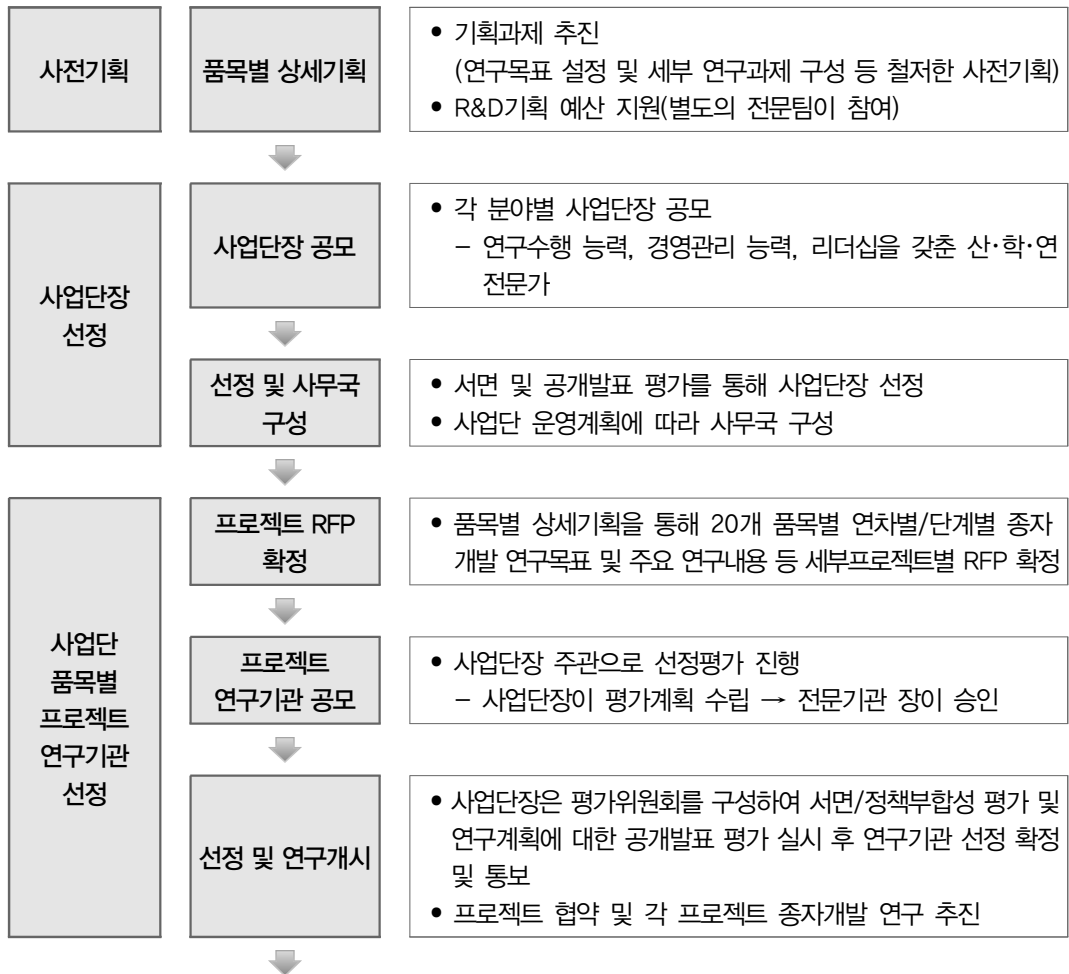 사전기획
품목별 상세기획
• 기획과제 추진
(연구목표 설정 및 세부 연구과제 구성 등 철저한 사전기획)
• R&D기획 예산 지원(별도의 전문팀이 참여)
사업단장
선정
사업단장 공모
• 각 분야별 사업단장 공모
– 연구수행 능력, 경영관리 능력, 리더십을 갖춘 산·학·연
전문가
선정 및 사무국
구성
• 서면 및 공개발표 평가를 통해 사업단장 선정
• 사업단 운영계획에 따라 사무국 구성
사업단
품목별
프로젝트
연구기관
선정
프로젝트 RFP
확정
• 품목별 상세기획을 통해 20개 품목별 연차별/단계별 종자
개발 연구목표 및 주요 연구내용 등 세부프로젝트별 RFP 확정
프로젝트
연구기관 공모
• 사업단장 주관으로 선정평가 진행
– 사업단장이 평가계획 수립 → 전문기관 장이 승인
선정 및 연구개시
• 사업단장은 평가위원회를 구성하여 서면/정책부합성 평가 및
연구계획에 대한 공개발표 평가 실시 후 연구기관 선정 확정
및 통보
• 프로젝트 협약 및 각 프로젝트 종자개발 연구 추진